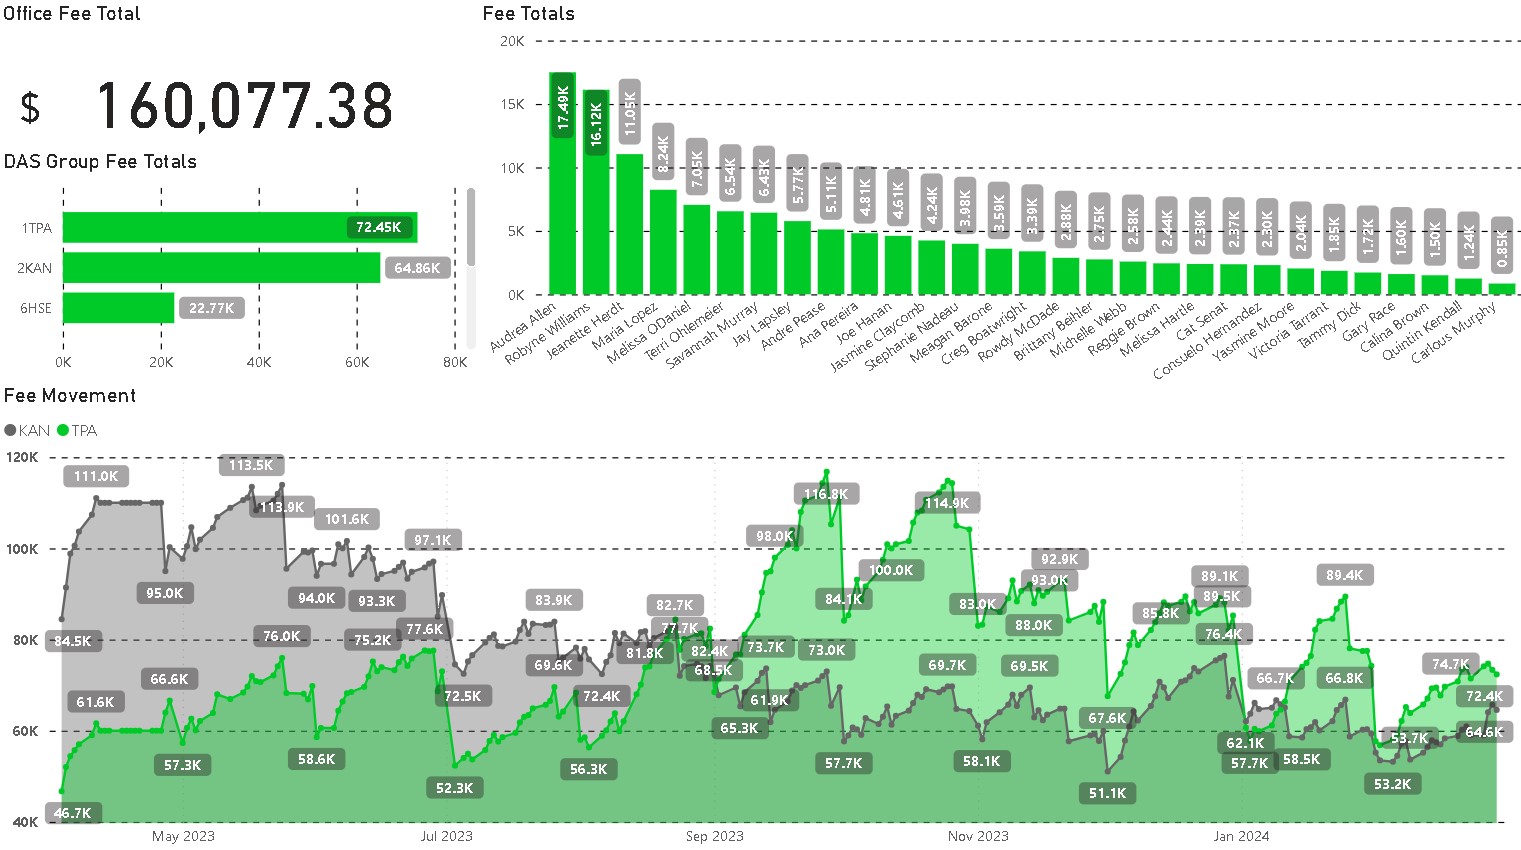 Office Fee Total
$ 160,077.38
DAS Group Fee Totals
1TPA 72.45K
2KAN 64.86K
6HSE 22.77K
0K 20K 40K 60K 80K
Fee Totals
20K
15K
10K
5K
0K
17.49K 16.12K 11.05K 8.24K 7.05K 6.54K 6.43K 5.77K 5.11K 4.81K 4.61K 4.24K 3.98K 3.59K 3.39K 2.88K 2.75K 2.58K 2.44K 2.39K 2.37K 2.30K 2.04K 1.85K 1.72K 1.60K 1.50K 1.24K 0.85K
Audrea Allen
Robyne Williams
Jeanette Herdt
Maria Lopez
Melissa ODaniel
Terri Ohlemeier
Savannah Murray
Jay Lapsley
Andre Pease
Ana Pereira
Joe Hanan
Jasmine Claycomb
Stephanie Nadeau
Meagan Barone
Creg Boatwright
Rowdy McDade
Brittany Beihler
Michelle Webb
Reggie Brown
Melissa Hartle
Cat Senat
Consuelo Hernandez
Yasmine Moore
Victoria Tarrant
Tammy Dick
Gary Race
Calina Brown
Quintin Kendall
Carlous Murphy
Fee Movement
KAN TPA
120K
100K
80K
60K
40K
111.0K 113.5K 113.9K 101.6K 97.1K
95.0K 94.0K 93.3K 84.5K
83.9K 82.7K 77.7K 81.8K 82.4K 68.5K
66.6K 61.6K 76.0K 75.2K 77.6K
57.3K 58.6K 46.7K 52.3K 72.5K
69.6K 72.4K 56.3K
65.3K 61.9K 73.7K 73.0K 57.7K
98.0K 116.8K 84.1K 100.0K 114.9K
83.0K 88.0K 92.9K 93.0K
69.7K 58.1K 69.5K 51.1K 67.6K
85.8K 89.1K 89.5K 76.4K
62.1K 57.7K 66.7K 58.5K
89.4K 66.8K 53.7K 53.2K
74.7K 72.4K 64.6K
May 2023 Jul 2023 Sep 2023 Nov 2023 Jan 2024